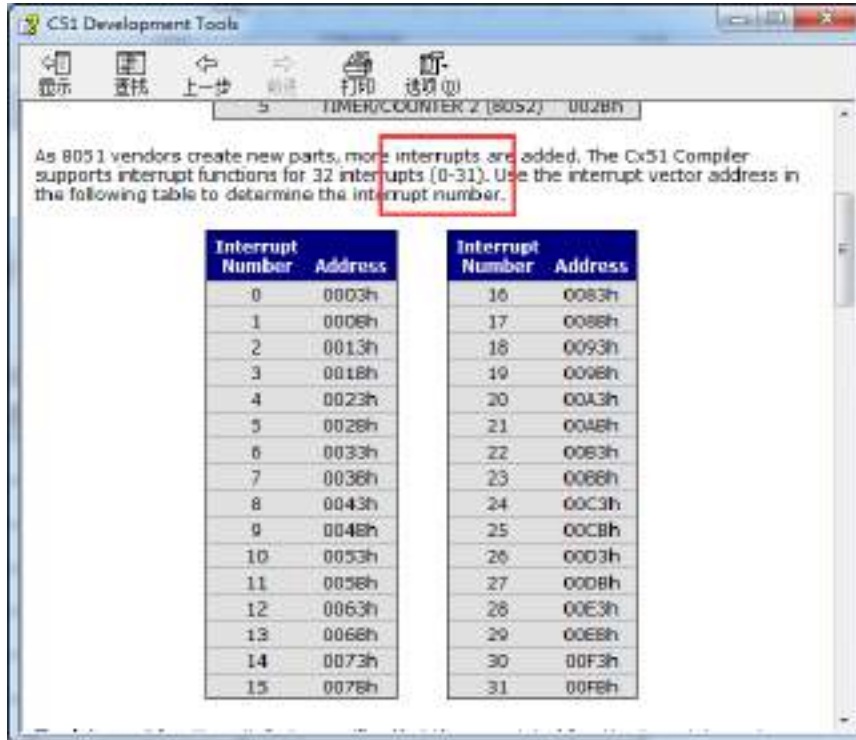 C51 Development Tools
显示 查找 上一步 前进 打印 选项(O)
5 TIMER/COUNTER 2 (8052) 002Bh
As 8051 vendors create new parts, more interrupts are added. The Cx51 Compiler
supports interrupt functions for 32 interrupts (0-31). Use the interrupt vector address in
the following table to determine the interrupt number.
Interrupt Number Address
0 0003h
1 000Bh
2 0013h
3 001Bh
4 0023h
5 002Bh
6 0033h
7 003Bh
8 0043h
9 004Bh
10 0053h
11 005Bh
12 0063h
13 006Bh
14 0073h
15 007Bh
Interrupt Number Address
16 0083h
17 008Bh
18 0093h
19 009Bh
20 00A3h
21 00ABh
22 00B3h
23 00BBh
24 00C3h
25 00CBh
26 00D3h
27 00DBh
28 00E3h
29 00EBh
30 00F3h
31 00FBh